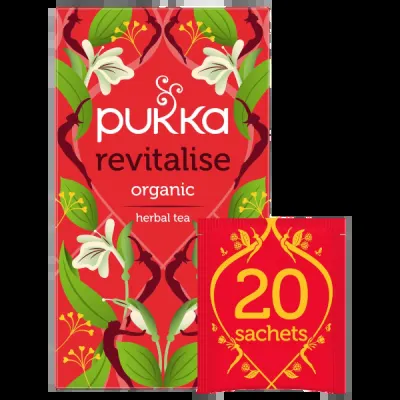 pukka
revitalise
organic
herbal tea
20
sachets